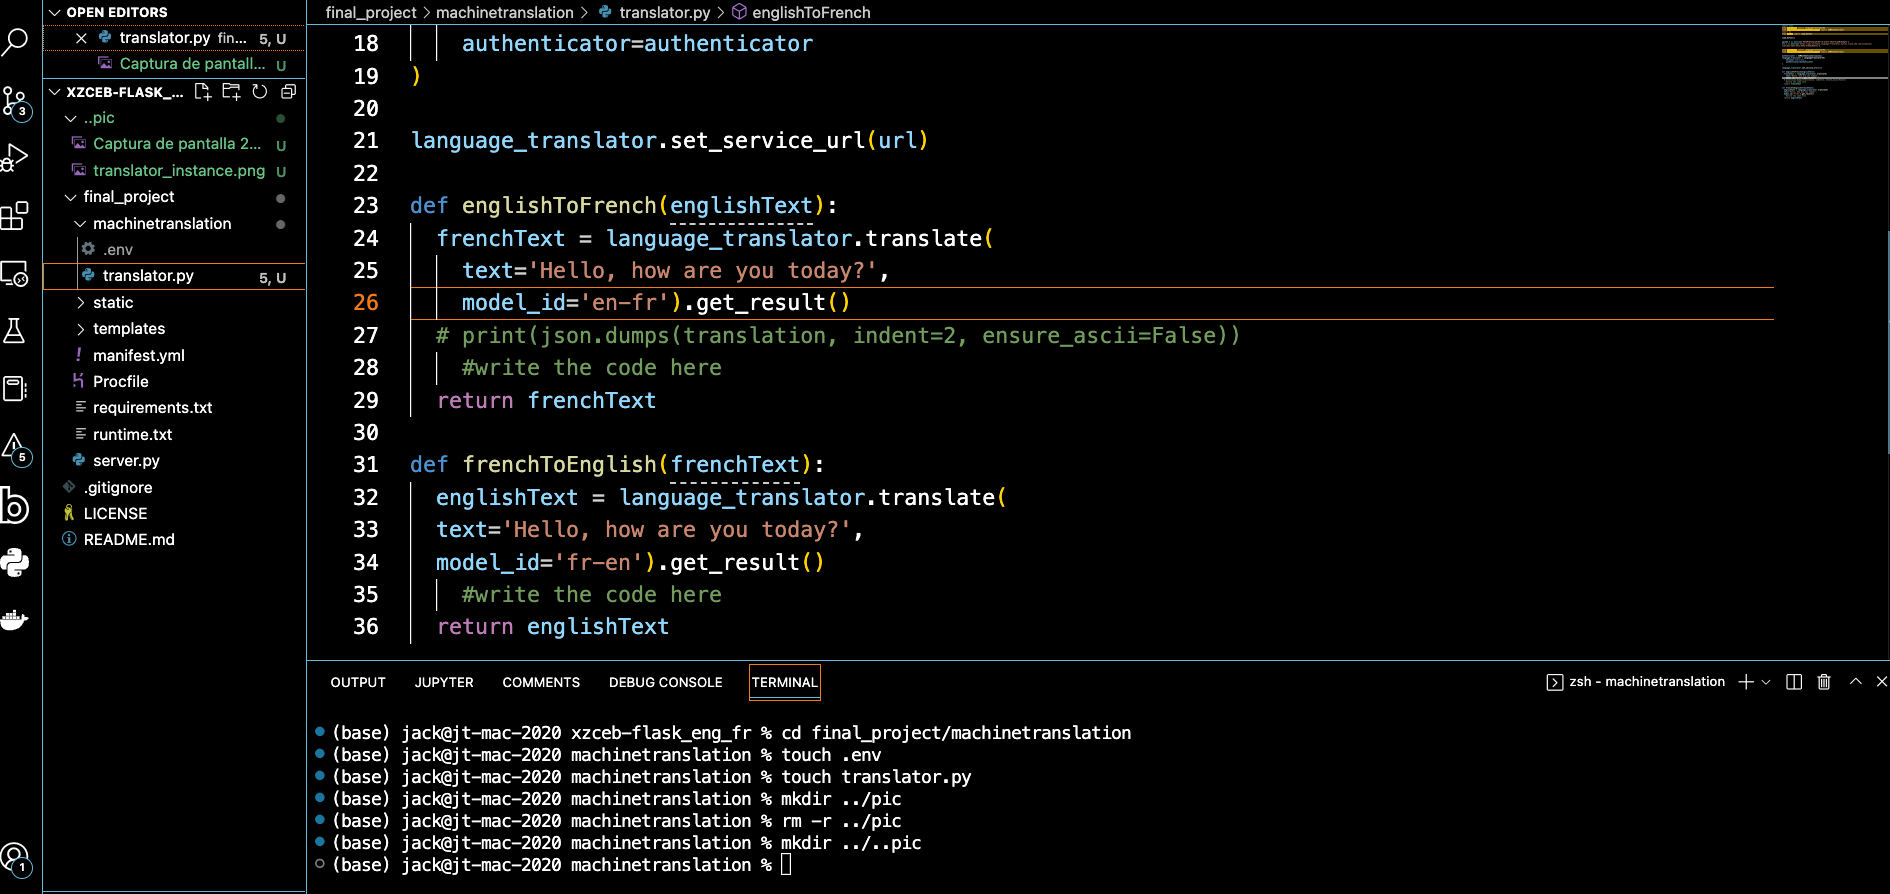 OPEN EDITORS
translator.py fin... 5, U
Captura de pantall... U
XZCEB-FLASK_...
..pic
Captura de pantalla 2... U
translator_instance.png U
final_project
machinetranslation
.env
translator.py 5, U
static
templates
manifest.yml
Procfile
requirements.txt
runtime.txt
server.py
.gitignore
LICENSE
README.md
3
5
1
final_project > machinetranslation > translator.py > englishToFrench
18 authenticator=authenticator
19 )
20
21 language_translator.set_service_url(url)
22
23 def englishToFrench(englishText):
24 frenchText = language_translator.translate(
25 text='Hello, how are you today?',
26 model_id='en-fr').get_result()
27 # print(json.dumps(translation, indent=2, ensure_ascii=False))
28 #write the code here
29 return frenchText
30
31 def frenchToEnglish(frenchText):
32 englishText = language_translator.translate(
33 text='Hello, how are you today?',
34 model_id='fr-en').get_result()
35 #write the code here
36 return englishText
OUTPUT JUPYTER COMMENTS DEBUG CONSOLE TERMINAL zsh - machinetranslation
(base) jack@jt-mac-2020 xzceb-flask_eng_fr % cd final_project/machinetranslation
(base) jack@jt-mac-2020 machinetranslation % touch .env
(base) jack@jt-mac-2020 machinetranslation % touch translator.py
(base) jack@jt-mac-2020 machinetranslation % mkdir ../pic
(base) jack@jt-mac-2020 machinetranslation % rm -r ../pic
(base) jack@jt-mac-2020 machinetranslation % mkdir ../..pic
(base) jack@jt-mac-2020 machinetranslation %